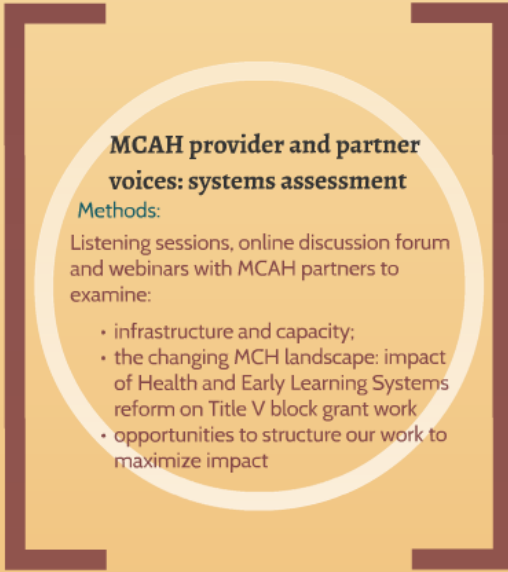 MCAH provider and partner
voices: systems assessment
Methods:
Listening sessions, online discussion forum
and webinars with MCAH partners to
examine:
• infrastructure and capacity;
• the changing MCH landscape: impact
of Health and Early Learning Systems
reform on Title V block grant work
• opportunities to structure our work to
maximize impact